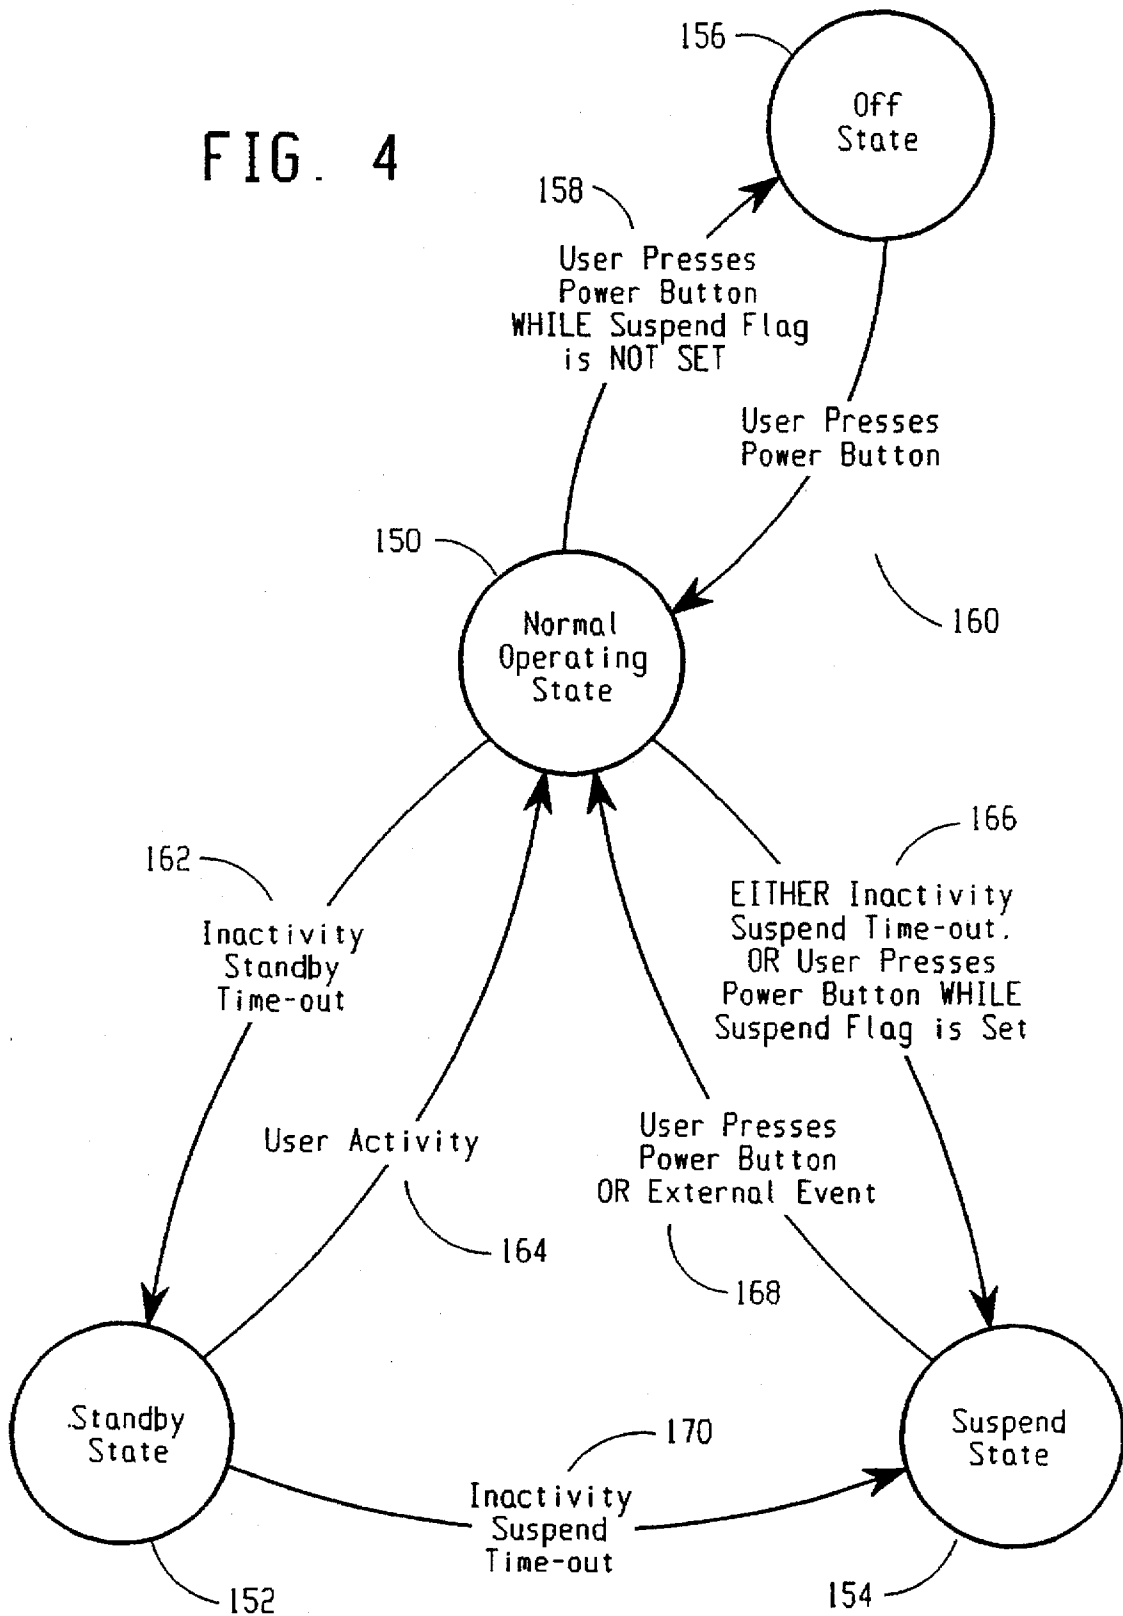 156
Off
State
FIG. 4
158
User Presses
Power Button
WHILE Suspend Flag
is NOT SET
User Presses
Power Button
150
160
Normal
Operating
State
166
162
EITHER Inactivity
Suspend Time-out.
OR User Presses
Power Button WHILE
Suspend Flag is Set
Inactivity
Standby
Time-out
User Activity
User Presses
Power Button
OR External Event
164
168
Standby
State
Suspend
State
170
Inactivity
Suspend
Time-out
152
154